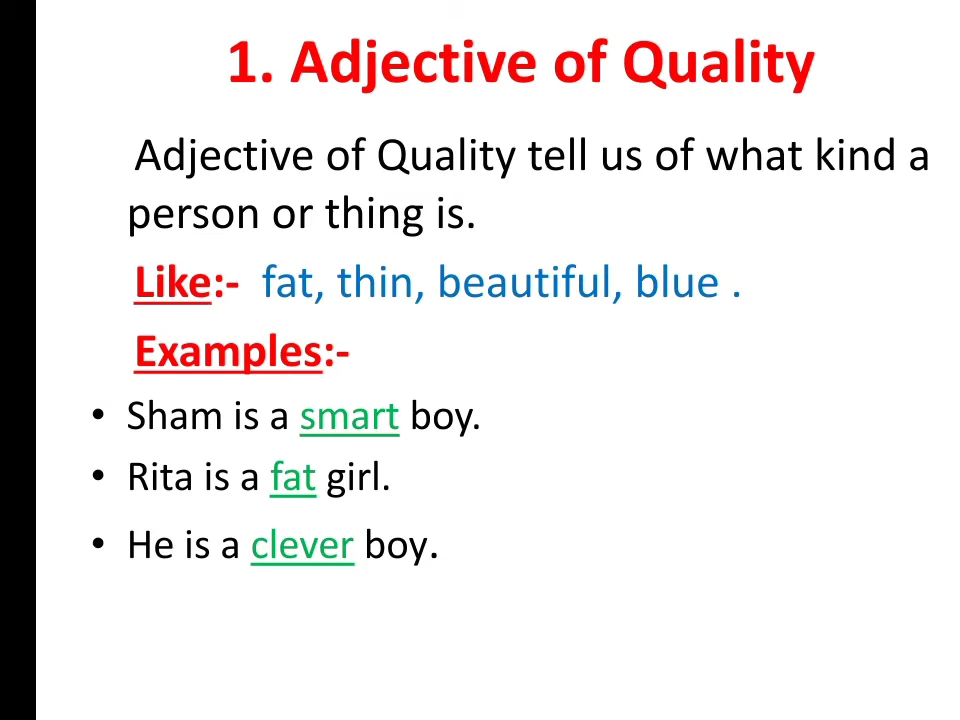 1. Adjective of Quality
Adjective of Quality tell us of what kind a
person or thing is.
Like:- fat, thin, beautiful, blue .
Examples:-
• Sham is a smart boy.
• Rita is a fat girl.
• He is a clever boy.